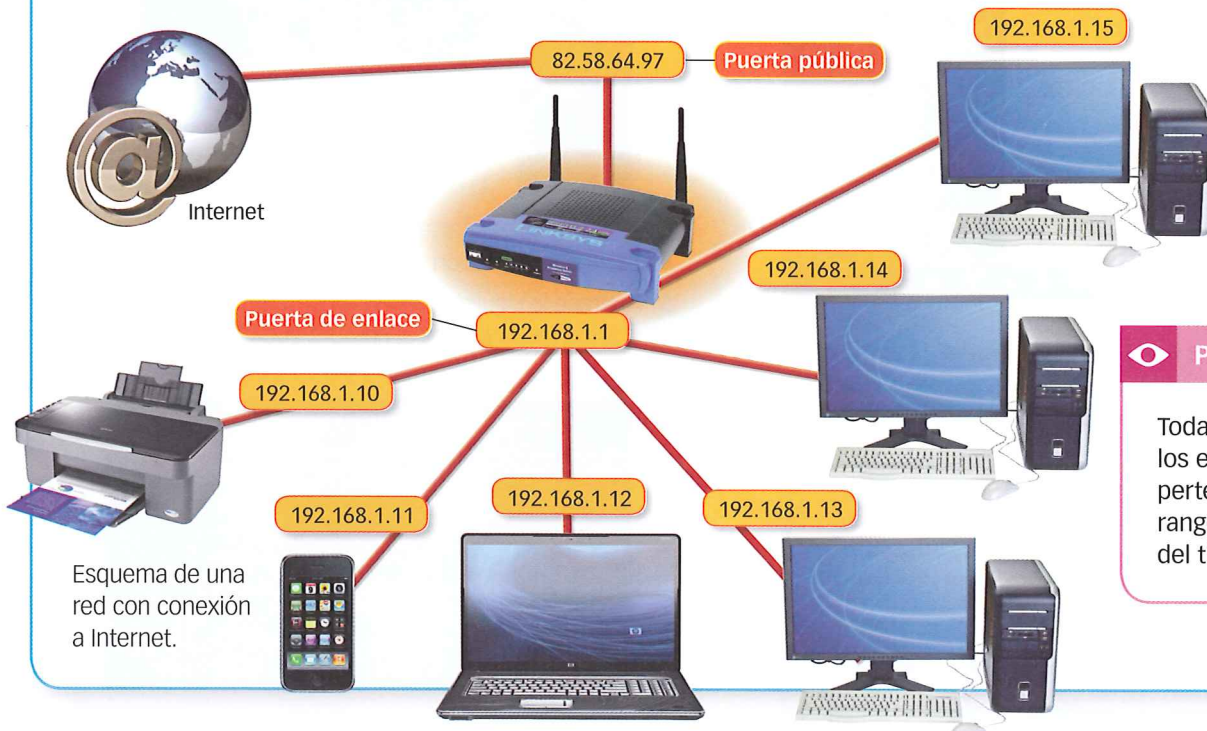 192.168.1.15
82.58.64.97
Puerta pública
Internet
LINKSYS
192.168.1.14
Puerta de enlace
192.168.1.1
192.168.1.10
P
Toda
los e
perte
rang
del t
192.168.1.11
192.168.1.12
192.168.1.13
Esquema de una
red con conexión
a Internet.